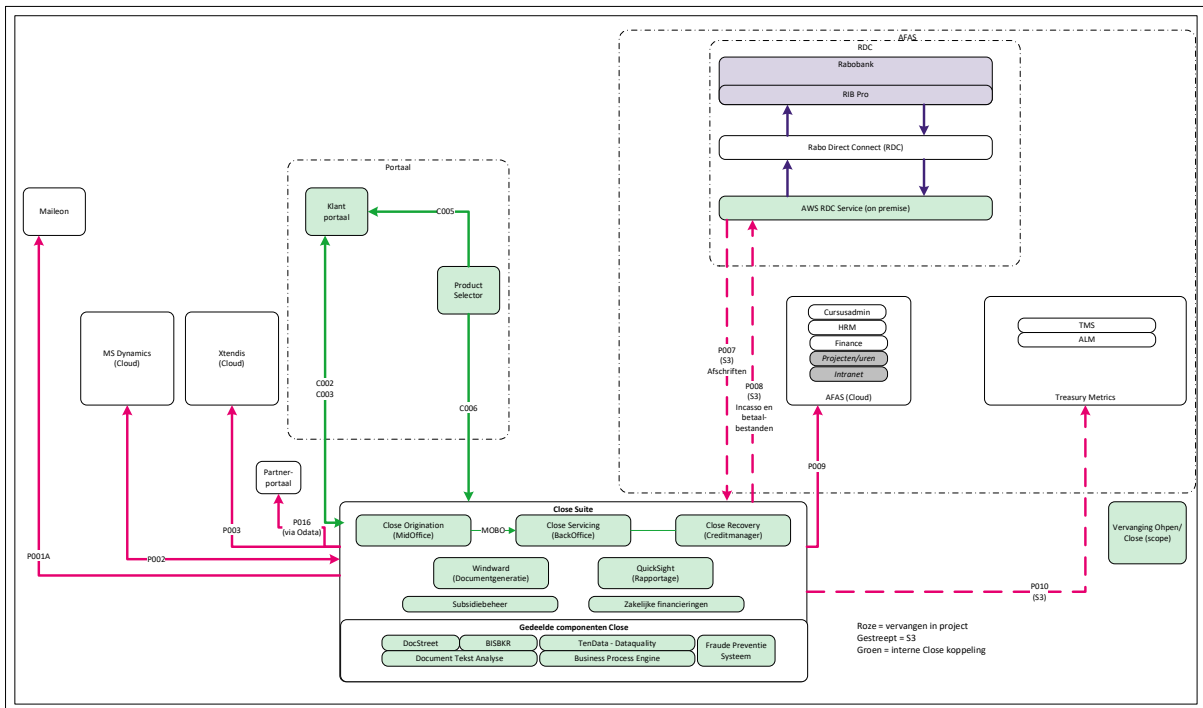 AFAS
RDC
Rabobank
RIB Pro
Rabo Direct Connect (RDC)
AWS RDC Service (on premise)
Portaal
Klant
portaal
C005
Product
Selector
Maileon
MS Dynamics
(Cloud)
Xtendis
(Cloud)
C002
C003
C006
P007
(S3)
Afschriften
P008
(S3)
Incasso en
betaal-
bestanden
Cursusadmin
HRM
Finance
Projecten/uren
Intranet
AFAS (Cloud)
TMS
ALM
Treasury Metrics
Partner-
portaal
P009
P016
(via Odata)
P003
P002
P001A
Close Suite
Close Origination
(MidOffice)
MOBO
Close Servicing
(BackOffice)
Close Recovery
(Creditmanager)
Windward
(Documentgeneratie)
QuickSight
(Rapportage)
Subsidiebeheer
Zakelijke financieringen
Gedeelde componenten Close
DocStreet
BISBKR
TenData - Dataquality
Fraude Preventie
Systeem
Document Tekst Analyse
Business Process Engine
P010
(S3)
Vervanging Ohpen/
Close (scope)
Roze = vervangen in project
Gestreept = S3
Groen = interne Close koppeling